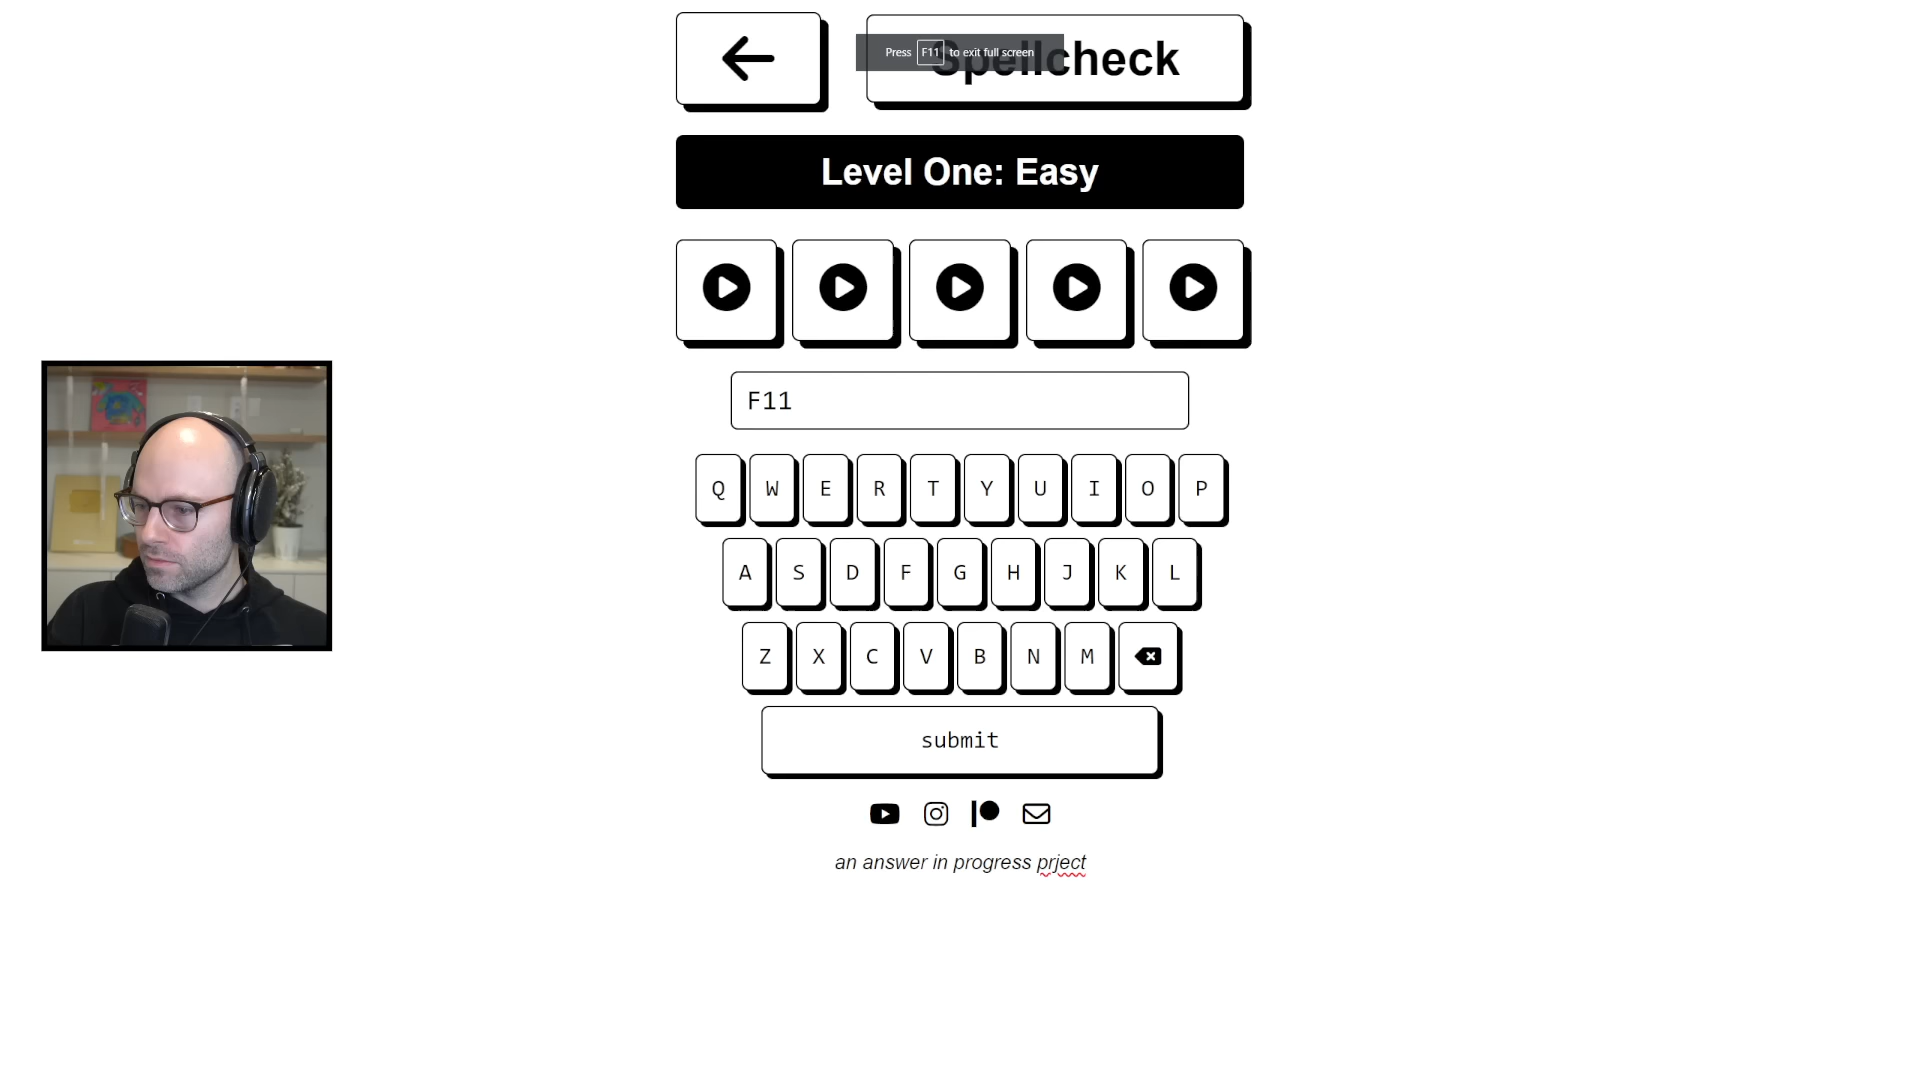 Spellcheck
Press F11 to exit full screen
Level One: Easy
F11
Q W E R T Y U I O P
A S D F G H J K L
Z X C V B N M
submit
an answer in progress prject